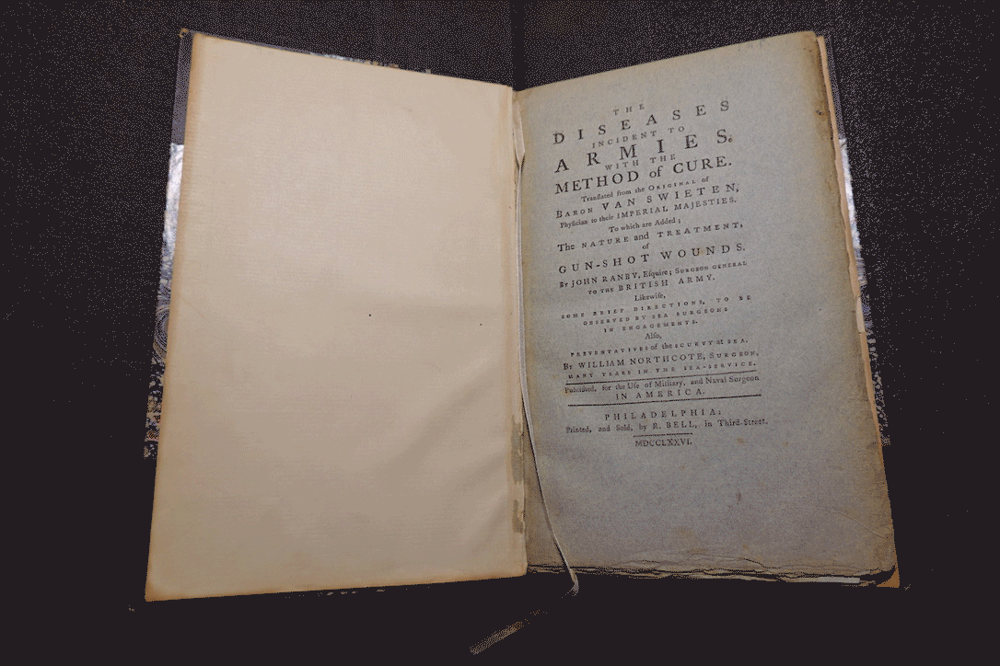 THE
DISEASES
INCIDENT TO
ARMIES.
WITH THE
METHOD of CURE.
Tranſlated from the ORIGINAL of
BARON VAN SWIETEN,
Phyſician to their IMPERIAL MAJESTIES.
To which are Added;
The NATURE and TREATMENT,
of
GUN-SHOT WOUNDS.
By JOHN RANBY, Eſquire; SURGEON GENERAL
TO THE BRITISH ARMY.
Likewiſe,
SOME BRIEF DIRECTIONS, TO BE
OBSERVED BY SEA SURGEONS
IN ENGAGEMENTS.
Alſo,
PREVENTATIVES of the SCURVY at SEA.
By WILLIAM NORTHCOTE, SURGEON,
MANY YEARS IN THE SEA-SERVICE.
Publiſhed, for the Uſe of Military, and Naval Surgeons
IN AMERICA.
PHILADELPHIA:
Printed, and Sold, by R. BELL, in Third-Street.
MDCCLXXVI.